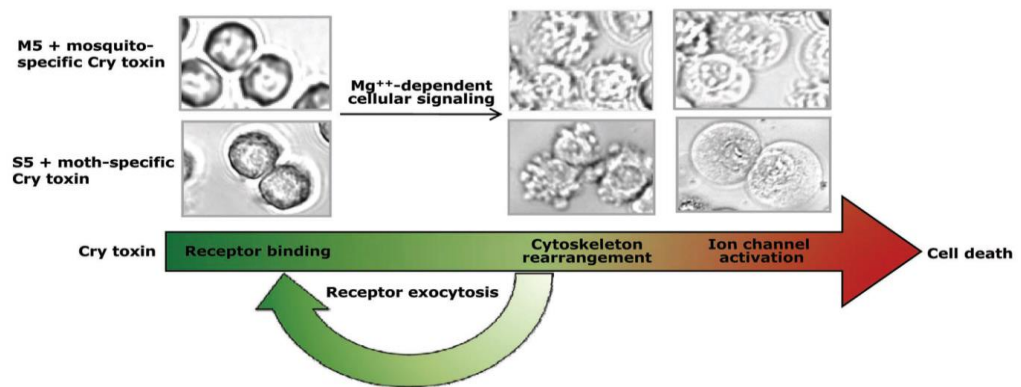 M5 + mosquito-
specific Cry toxin
Mg⁺⁺-dependent
cellular signaling
S5 + moth-specific
Cry toxin
Cry toxin
Receptor binding
Cytoskeleton
rearrangement
Ion channel
activation
Cell death
Receptor exocytosis